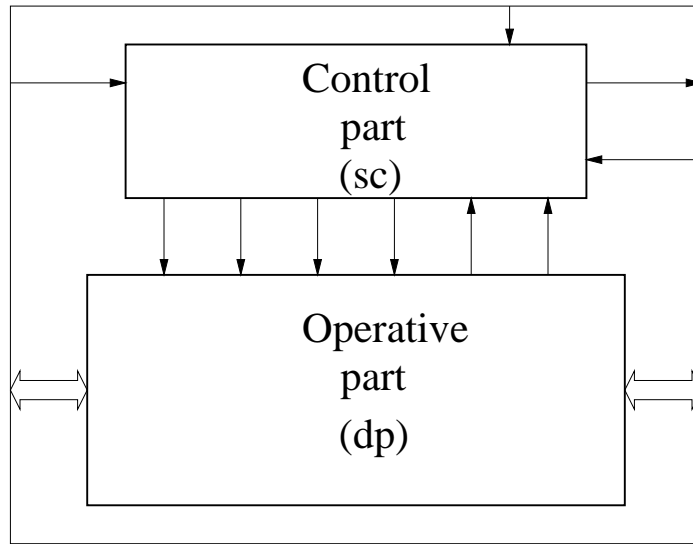 Control
part
(sc)
Operative
part
(dp)